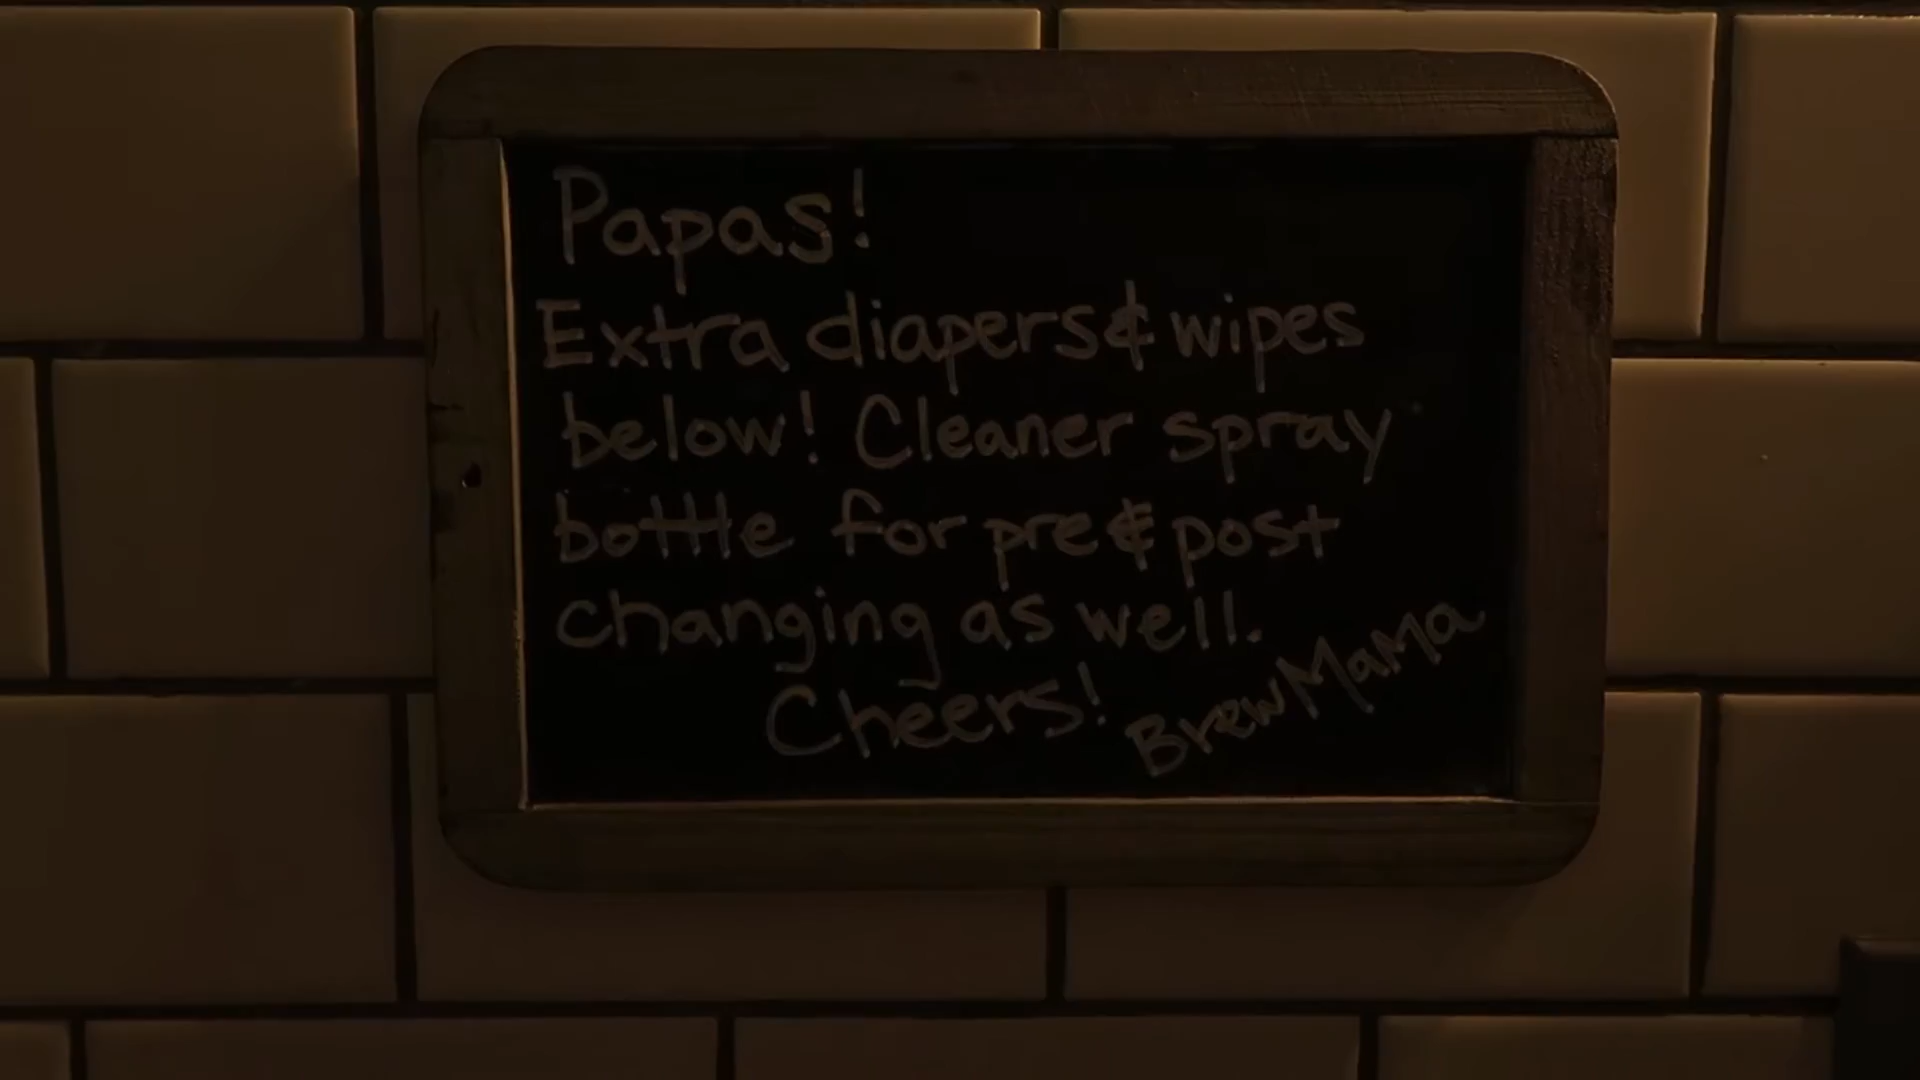 Papas!
Extra diapers & wipes
below! Cleaner spray
bottle for pre & post
changing as well.
Cheers! BrewMama